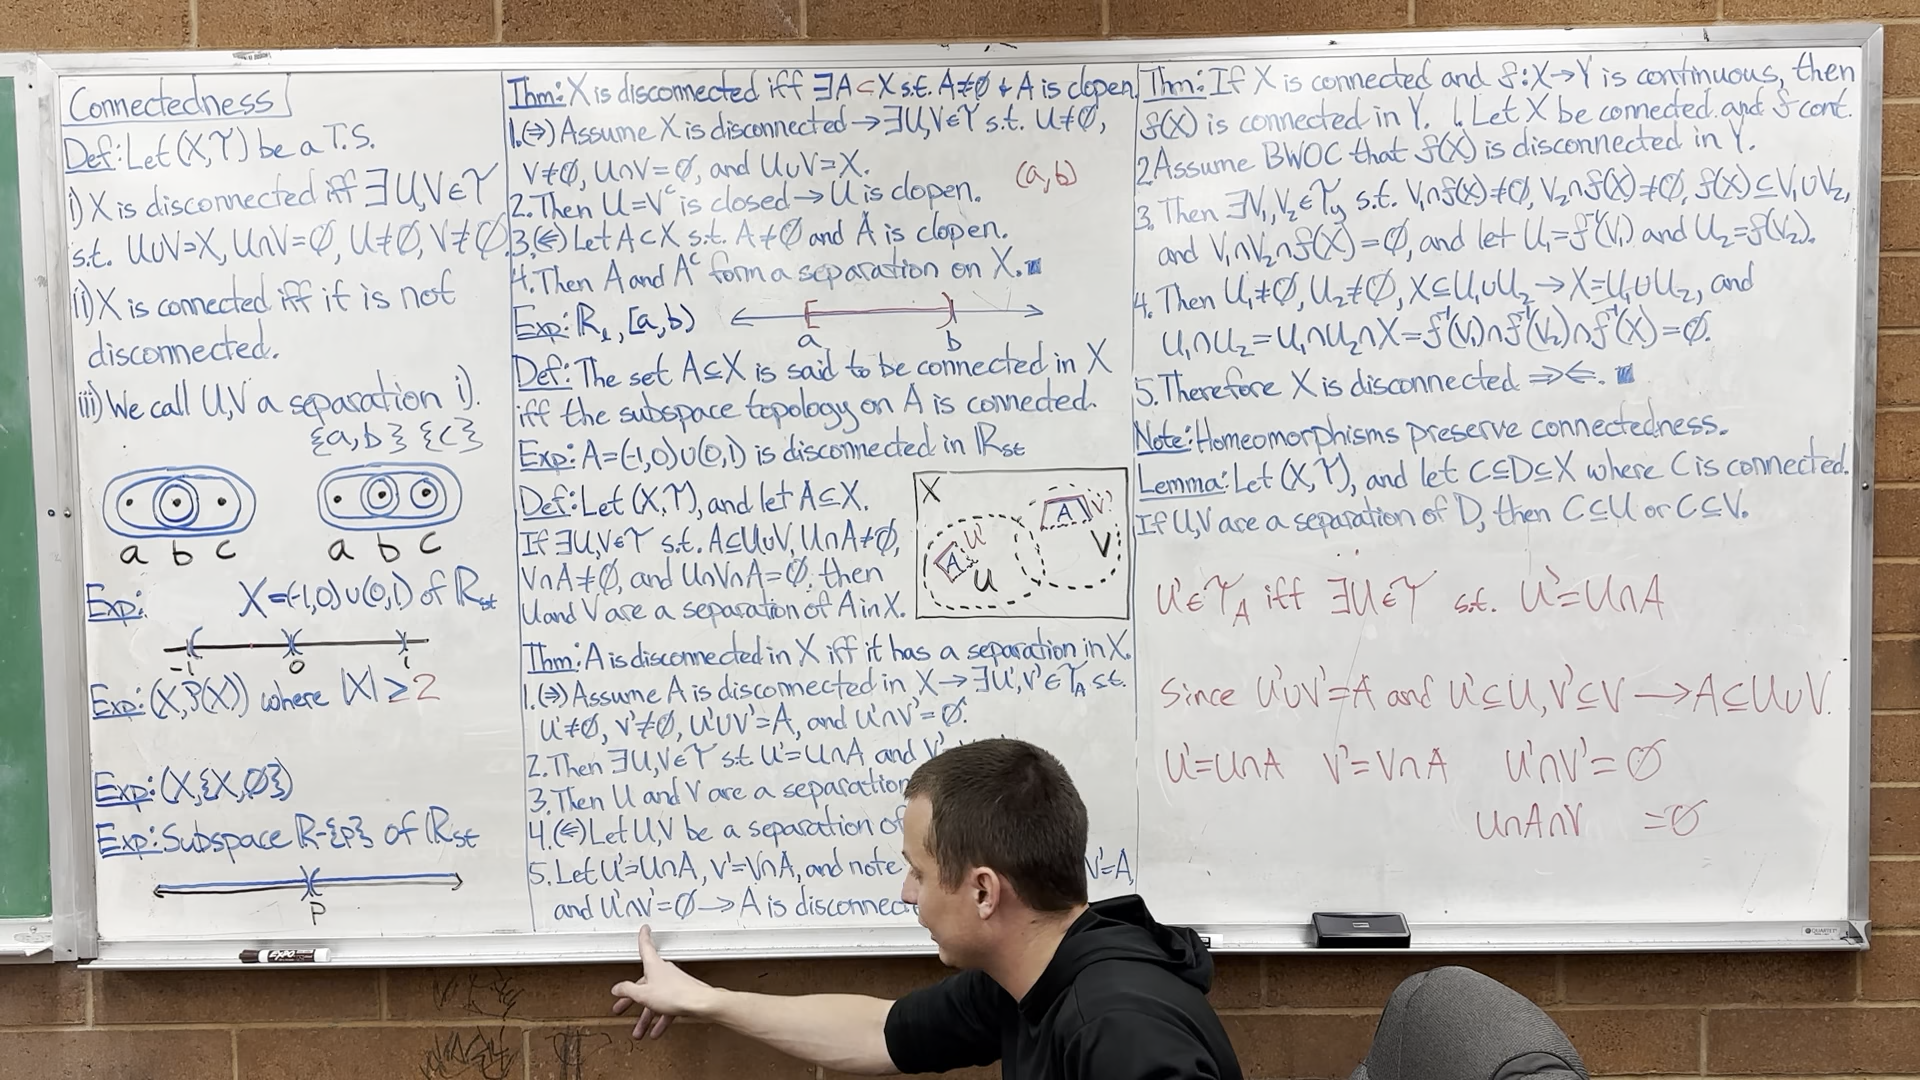 Connectedness
Def: Let (X,𝒯) be a T.S.
i) X is disconnected iff ∃U,V∈𝒯
s.t. U∪V=X, U∩V=∅, U≠∅, V≠∅.
ii) X is connected iff it is not
disconnected.
iii) We call U,V a separation i).
{a,b} {c}
a b c a b c
Exp: X=(-1,0)∪(0,1) of ℝst
-1 0 1
Exp: (X,P(X)) where |X| ≥ 2
Exp: (X,{X,∅})
Exp: Subspace ℝ-{p} of ℝst
P
Thm: X is disconnected iff ∃A⊂X s.t. A≠∅ + A is clopen.
1.(⇒) Assume X is disconnected → ∃U,V∈𝒯 s.t. U≠∅,
V≠∅, U∩V=∅, and U∪V=X.
(a,b)
2. Then U=Vᶜ is closed → U is clopen.
3.(⇐) Let A⊂X s.t. A≠∅ and A is clopen.
4. Then A and Aᶜ form a separation on X.
Exp: ℝℓ, [a,b)
a b
Def: The set A⊆X is said to be connected in X
iff the subspace topology on A is connected.
Exp: A=(-1,0)∪(0,1) is disconnected in ℝst
Def: Let (X,𝒯), and let A⊆X.
If ∃U,V∈𝒯 s.t. A⊆U∪V, U∩A≠∅,
V∩A≠∅, and U∩V∩A=∅, then
U and V are a separation of A in X.
X A V' V
A U' U
Thm: A is disconnected in X iff it has a separation in X.
1.(⇒) Assume A is disconnected in X → ∃U',V'∈𝒯A s.t.
U'≠∅, V'≠∅, U'∪V'=A, and U'∩V'=∅.
2. Then ∃U,V∈𝒯 s.t. U'=U∩A and V'
3. Then U and V are a separation
4.(⇐) Let U,V be a separation of
5. Let U'=U∩A, V'=V∩A, and note V'=A,
and U'∩V'=∅ → A is
Thm: If X is connected and f:X→Y is continuous, then
f(X) is connected in Y. 1. Let X be connected and f cont.
2. Assume BWOC that f(X) is disconnected in Y.
3. Then ∃V₁,V₂∈𝒯y s.t. V₁∩f(X)≠∅, V₂∩f(X)≠∅, f(X)⊆V₁∪V₂,
and V₁∩V₂∩f(X)=∅, and let U₁=f⁻¹(V₁) and U₂=f⁻¹(V₂).
4. Then U₁≠∅, U₂≠∅, X⊆U₁∪U₂ → X=U₁∪U₂, and
U₁∩U₂=U₁∩U₂∩X=f⁻¹(V₁)∩f⁻¹(V₂)∩f⁻¹(X)=∅.
5. Therefore X is disconnected ⇒⇐.
Note: Homeomorphisms preserve connectedness.
Lemma: Let (X,𝒯), and let C⊆D⊆X where C is connected.
If U,V are a separation of D, then C⊆U or C⊆V.
U'∈𝒯A iff ∃U∈𝒯 s.t. U'=U∩A
Since U'∪V'=A and U'⊆U, V'⊆V → A⊆U∪V.
U'=U∩A V'=V∩A U'∩V'=∅
U∩A∩V =∅
EXPO
QUARTET